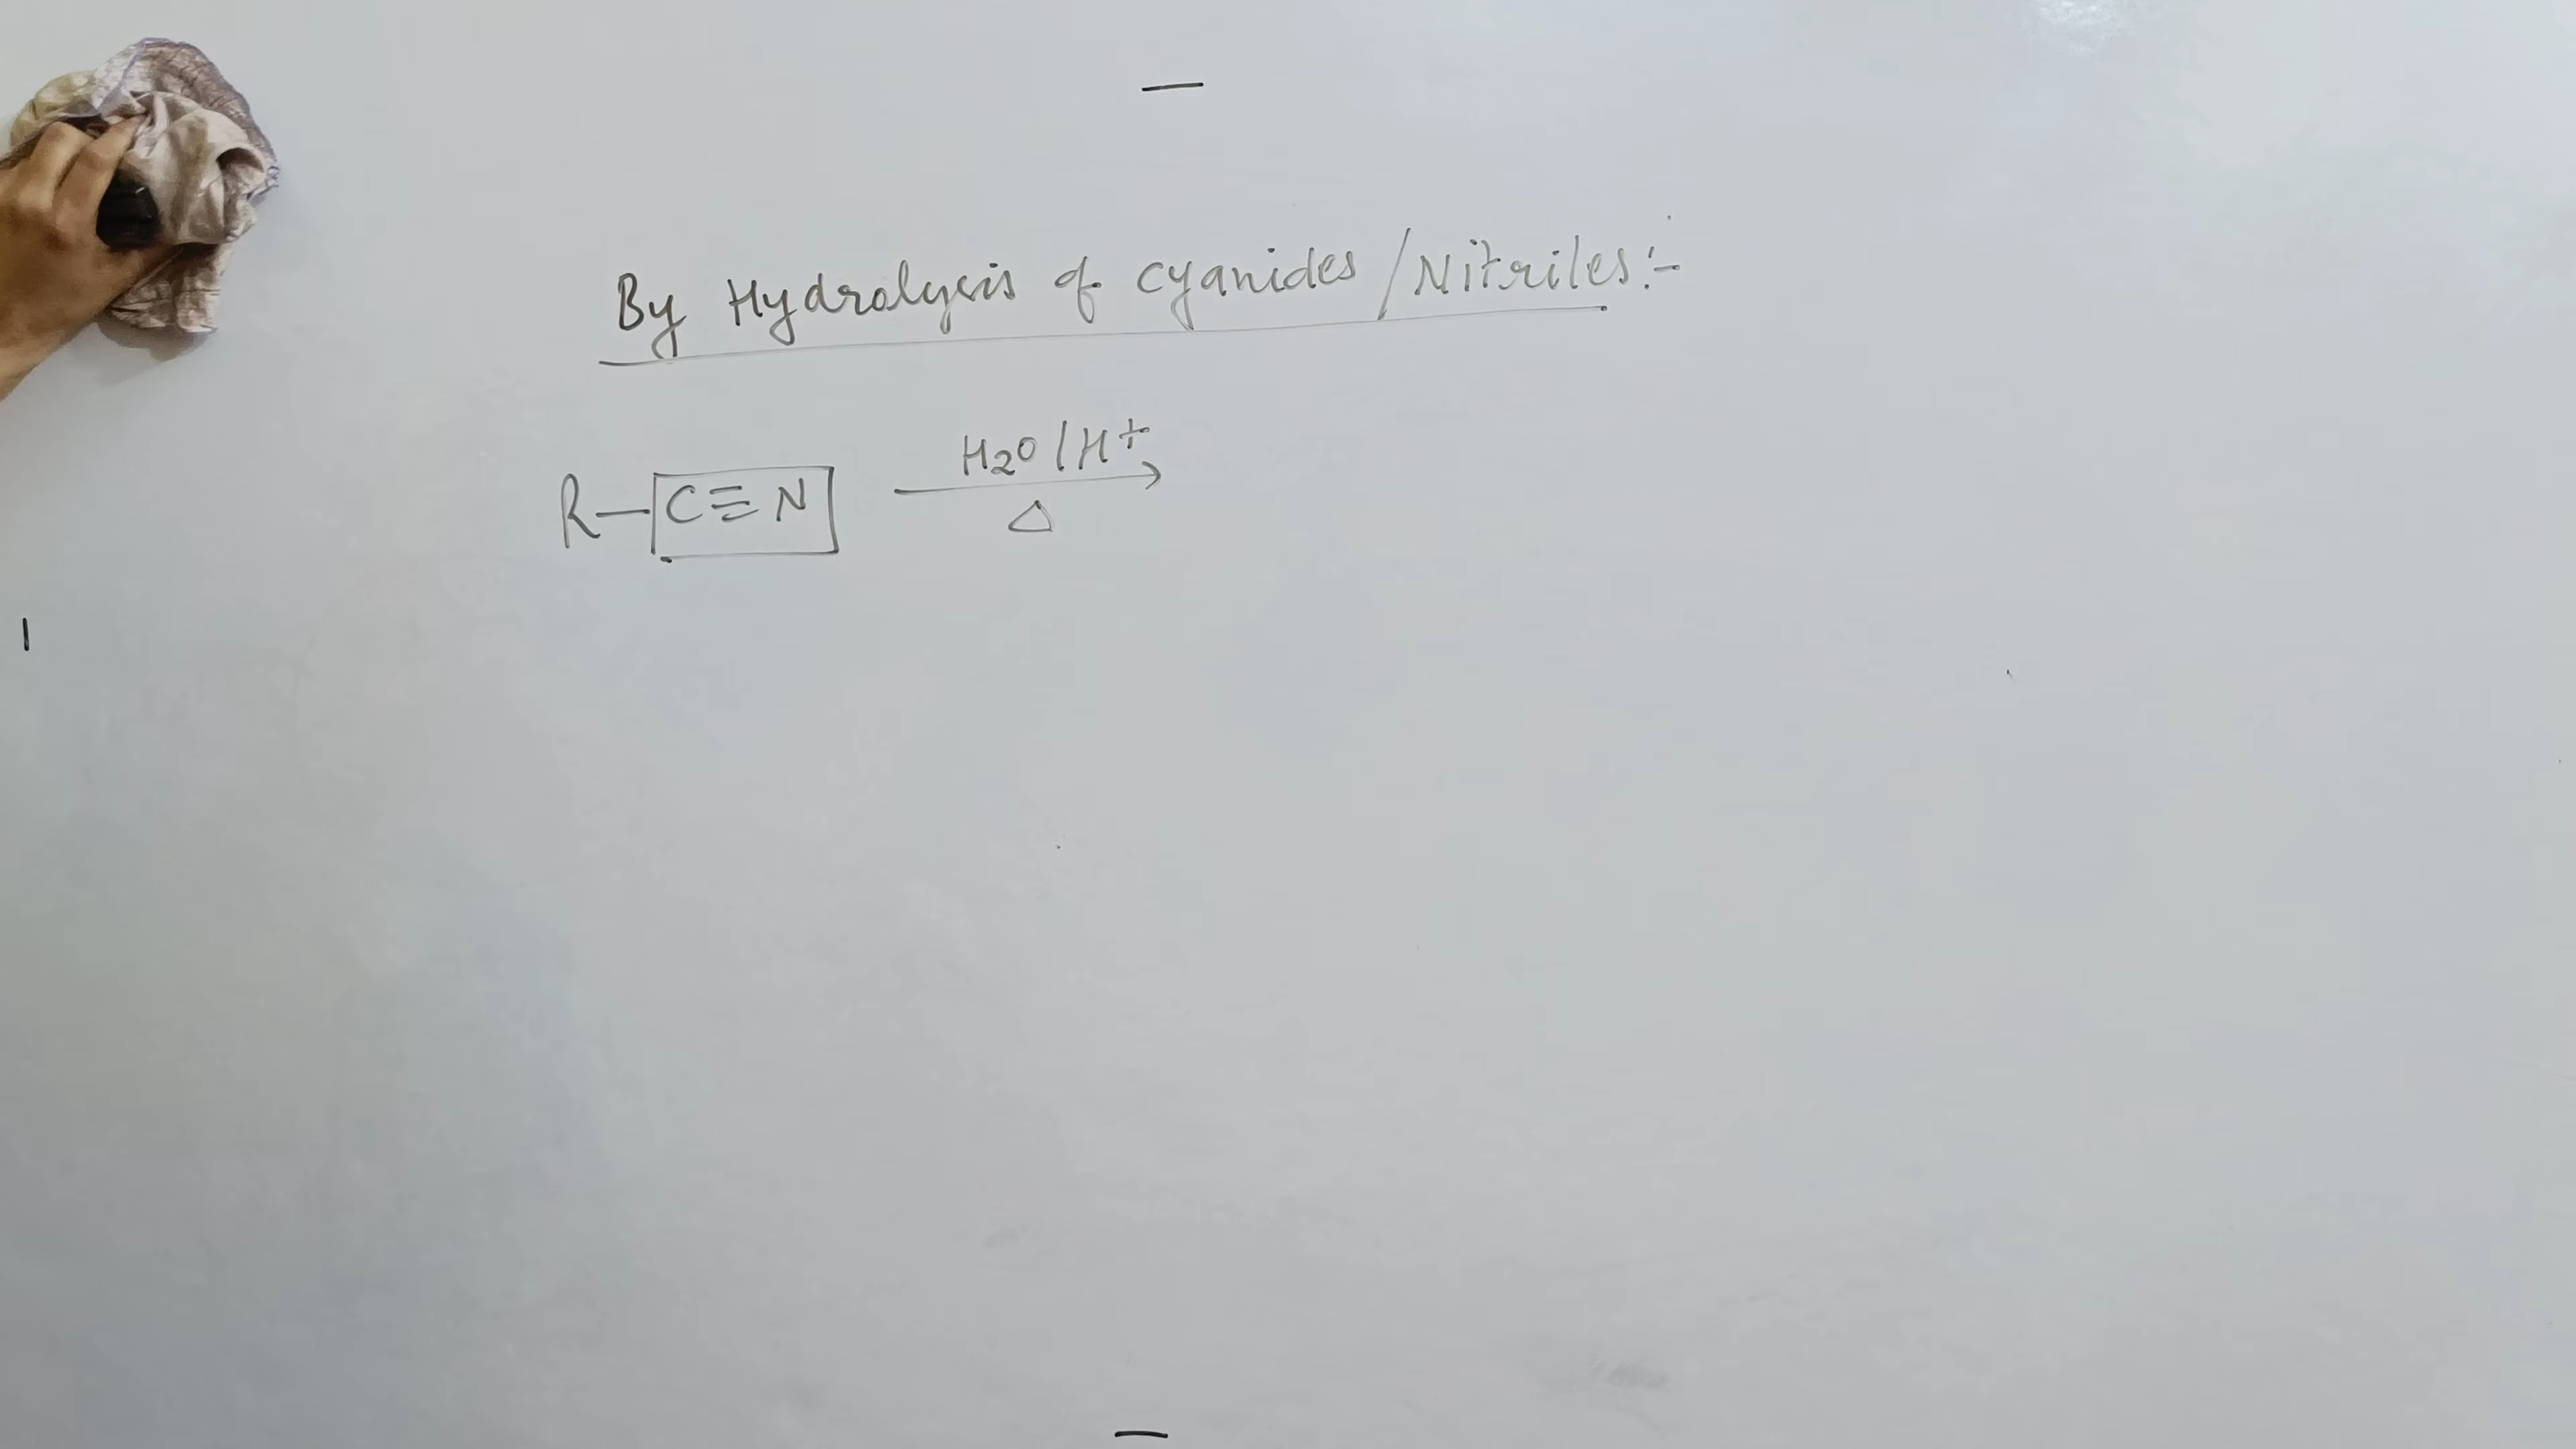 By Hydrolysis of cyanides / Nitriles:-
R-C≡N H2O/H+ →
Δ